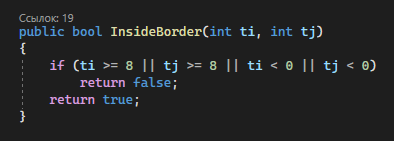 Ссылок: 19
public bool InsideBorder(int ti, int tj)
{
    if (ti >= 8 || tj >= 8 || ti < 0 || tj < 0)
        return false;
    return true;
}